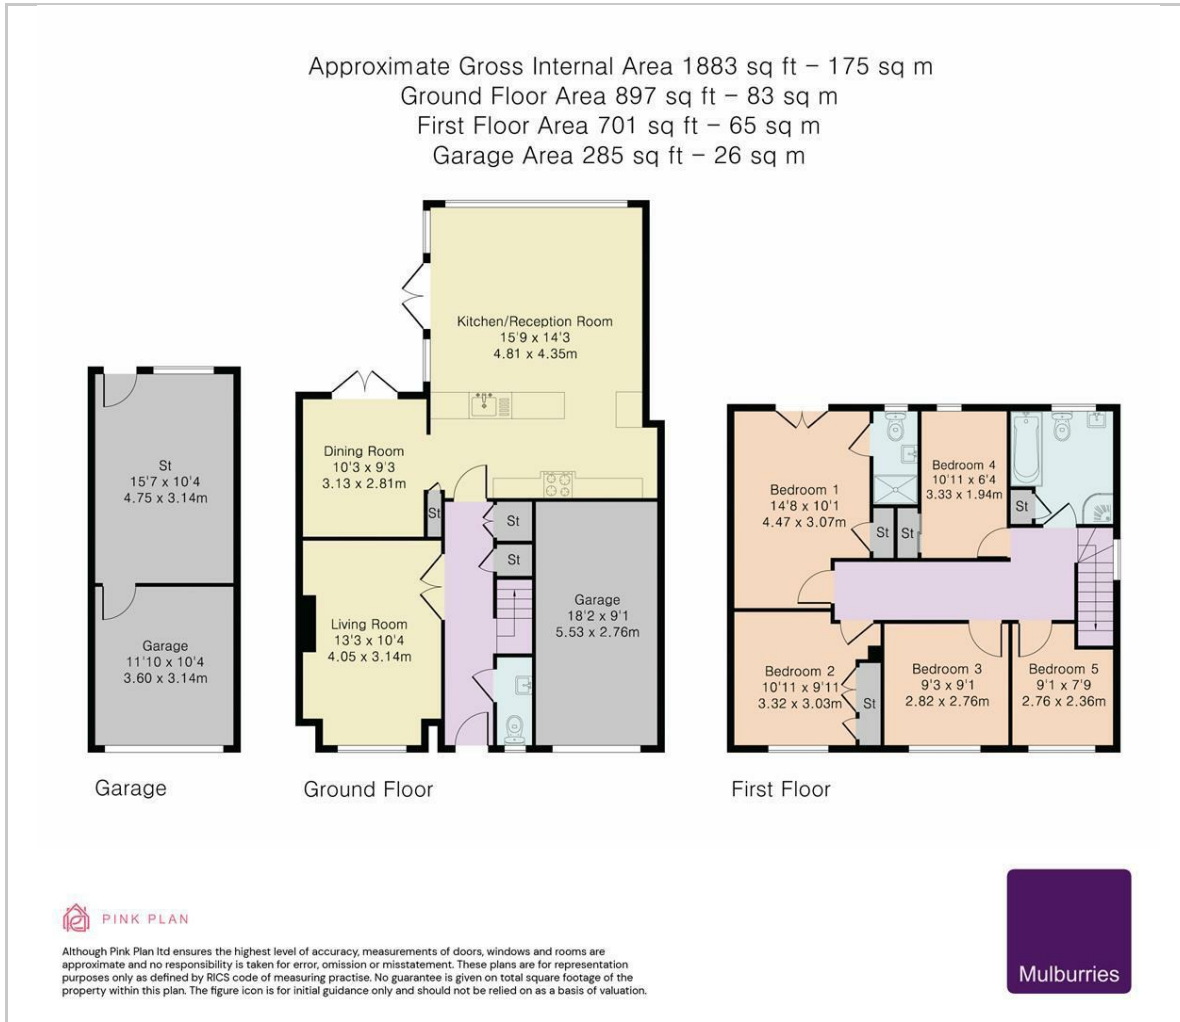 Approximate Gross Internal Area 1883 sq ft – 175 sq m
Ground Floor Area 897 sq ft – 83 sq m
First Floor Area 701 sq ft – 65 sq m
Garage Area 285 sq ft – 26 sq m
St
15'7 x 10'4
4.75 x 3.14m
Garage
11'10 x 10'4
3.60 x 3.14m
Garage
Kitchen/Reception Room
15'9 x 14'3
4.81 x 4.35m
Dining Room
10'3 x 9'3
3.13 x 2.81m
St
St
St
Living Room
13'3 x 10'4
4.05 x 3.14m
Garage
18'2 x 9'1
5.53 x 2.76m
Ground Floor
Bedroom 1
14'8 x 10'1
4.47 x 3.07m
Bedroom 4
10'11 x 6'4
3.33 x 1.94m
St
St
St
Bedroom 2
10'11 x 9'11
3.32 x 3.03m
St
Bedroom 3
9'3 x 9'1
2.82 x 2.76m
Bedroom 5
9'1 x 7'9
2.76 x 2.36m
First Floor
PINK PLAN
Although Pink Plan ltd ensures the highest level of accuracy, measurements of doors, windows and rooms are
approximate and no responsibility is taken for error, omission or misstatement. These plans are for representation
purposes only as defined by RICS code of measuring practise. No guarantee is given on total square footage of the
property within this plan. The figure icon is for initial guidance only and should not be relied on as a basis of valuation.
Mulburries